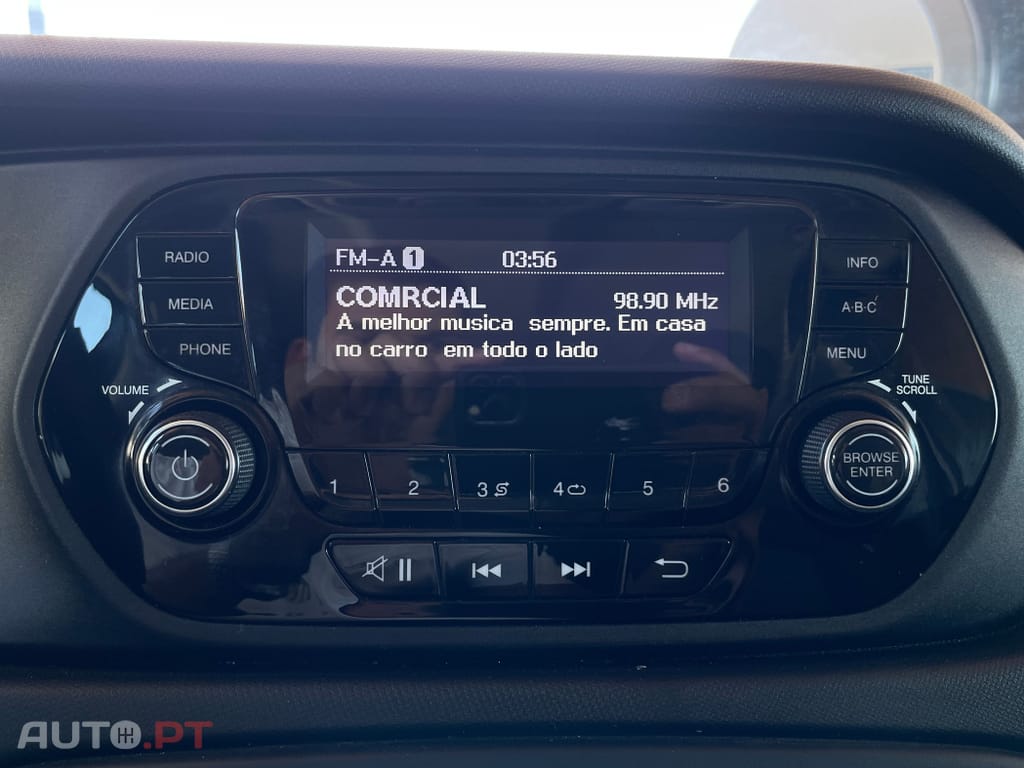 FM-A 1 03:56
COMRCIAL 98.90 MHz
A melhor musica sempre. Em casa
no carro em todo o lado
RADIO
MEDIA
PHONE
VOLUME
INFO
A·B·C
MENU
TUNE
SCROLL
BROWSE
ENTER
1 2 3 4 5 6
AUTO.PT